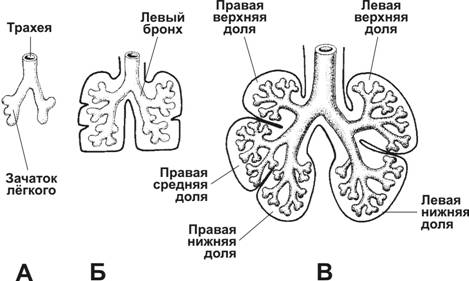 Трахея
Зачаток
лёгкого
А
Левый
бронх
Б
Правая
верхняя
доля
Левая
верхняя
доля
Правая
средняя
доля
Правая
нижняя доля
Левая
нижняя
доля
В